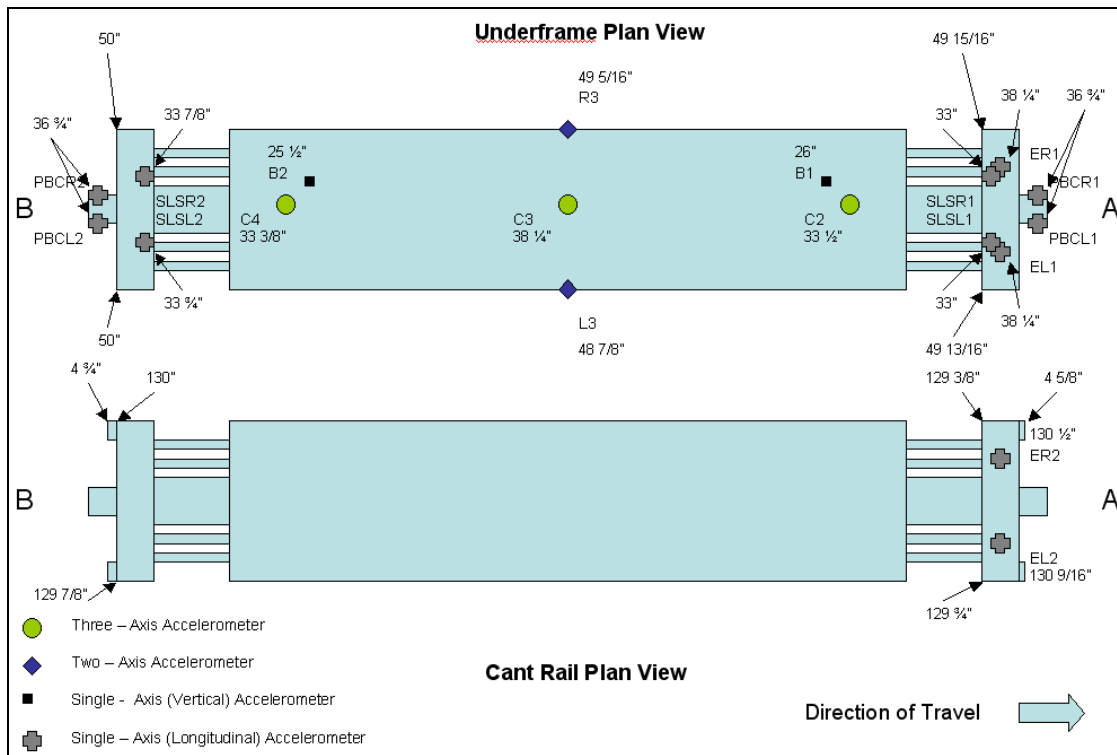 Underframe Plan View
50"
49 15/16"
49 5/16"
R3
38 ¼"
36 ¾"
36 ¾"
33 7/8"
33"
25 ½"
B2
26"
B1
ER1
PBCR2
PBCR1
B
A
SLSR2
SLSL2
C4
33 3/8"
C3
38 ¼"
C2
33 ½"
SLSR1
SLSL1
PBCL2
PBCL1
EL1
33 ¾"
33"
38 ¼"
50"
L3
48 7/8"
49 13/16"
4 ¾"
130"
129 3/8"
4 5/8"
130 ½"
ER2
B
A
EL2
130 9/16"
129 7/8"
129 ¾"
Three – Axis Accelerometer
Two – Axis Accelerometer
Cant Rail Plan View
Single - Axis (Vertical) Accelerometer
Single – Axis (Longitudinal) Accelerometer
Direction of Travel